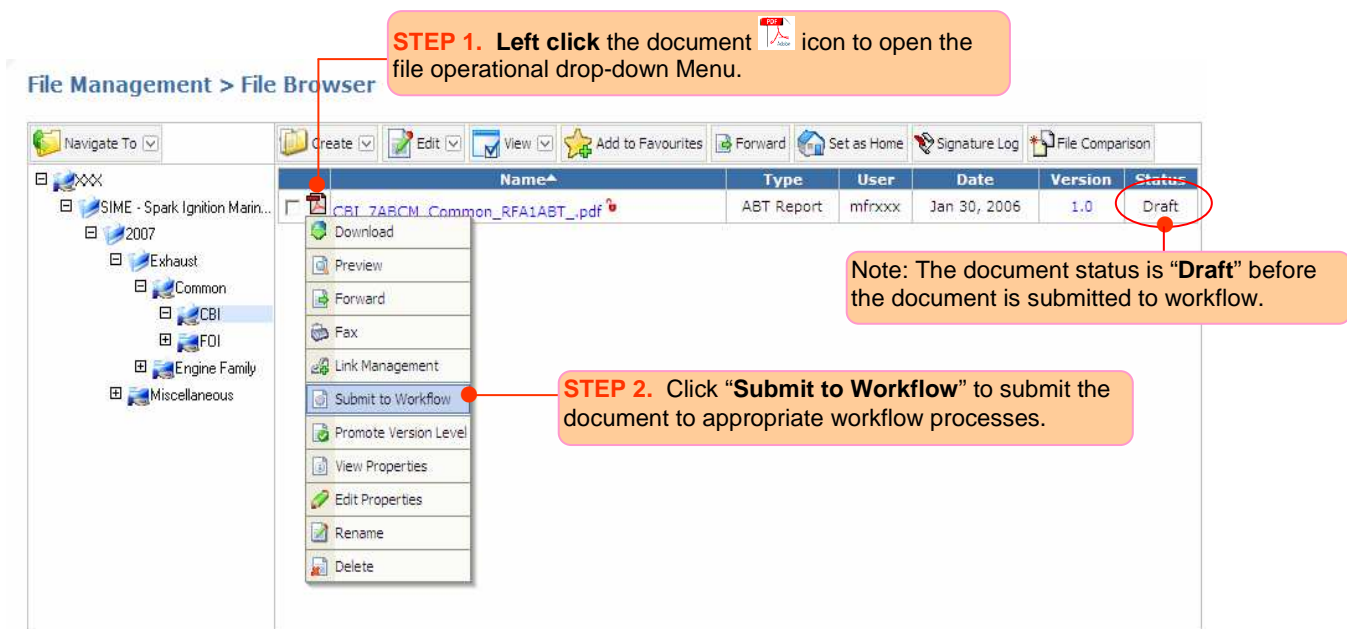 STEP 1. Left click the document icon to open the
file operational drop-down Menu.
File Management > File Browser
Navigate To
Create Edit View Add to Favourites Forward Set as Home Signature Log File Comparison
XXX
SIME - Spark Ignition Marin...
2007
Exhaust
Common
CBI
FOI
Engine Family
Miscellaneous
Name Type User Date Version Status
CBI_7ABCM_Common_RFA1ABT_.pdf ABT Report mfrxxx Jan 30, 2006 1.0 Draft
Download
Preview
Forward
Fax
Link Management
Submit to Workflow
Promote Version Level
View Properties
Edit Properties
Rename
Delete
Note: The document status is “Draft” before
the document is submitted to workflow.
STEP 2. Click “Submit to Workflow” to submit the
document to appropriate workflow processes.